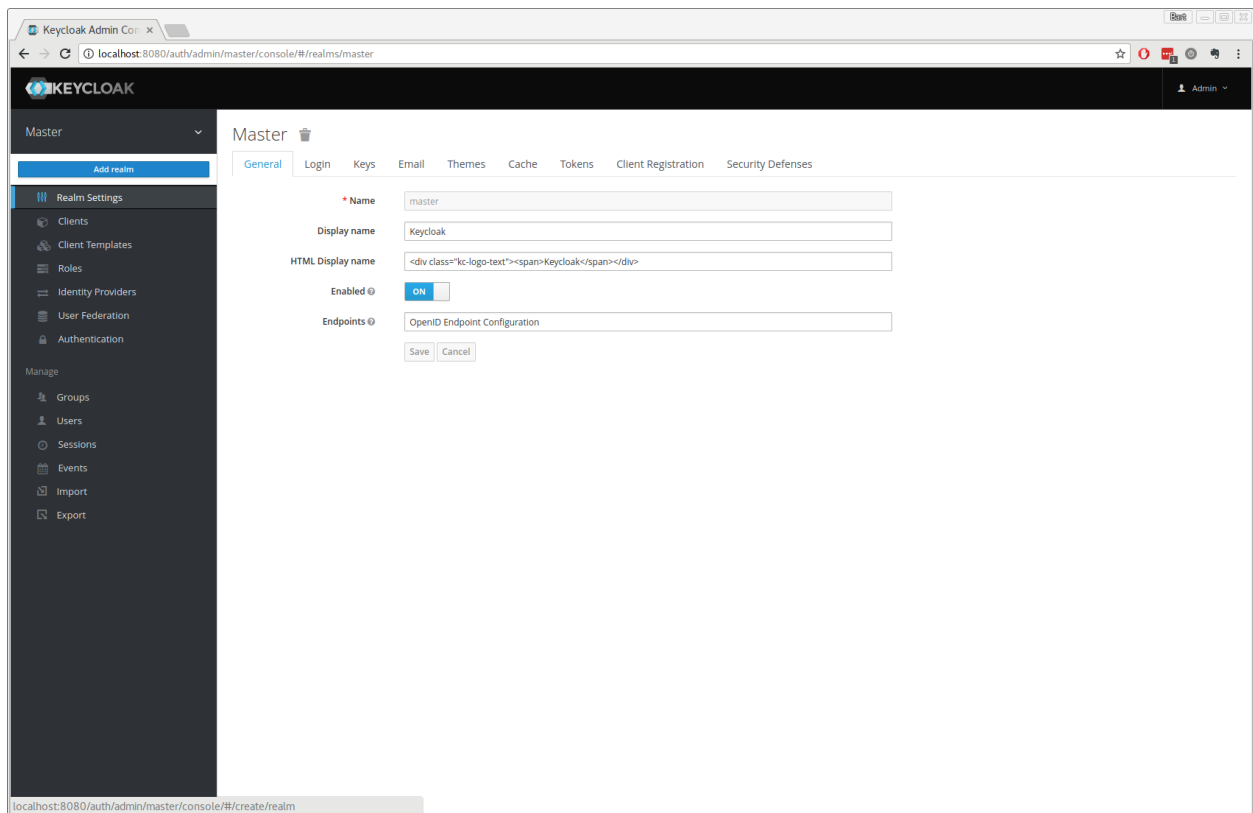 Bart
Keycloak Admin Con
localhost:8080/auth/admin/master/console/#/realms/master
1
KEYCLOAK
Admin
Master
Add realm
Realm Settings
Clients
Client Templates
Roles
Identity Providers
User Federation
Authentication
Manage
Groups
Users
Sessions
Events
Import
Export
Master
General Login Keys Email Themes Cache Tokens Client Registration Security Defenses
* Name master
Display name Keycloak
HTML Display name <div class="kc-logo-text"><span>Keycloak</span></div>
Enabled ON
Endpoints OpenID Endpoint Configuration
Save Cancel
localhost:8080/auth/admin/master/console/#/create/realm